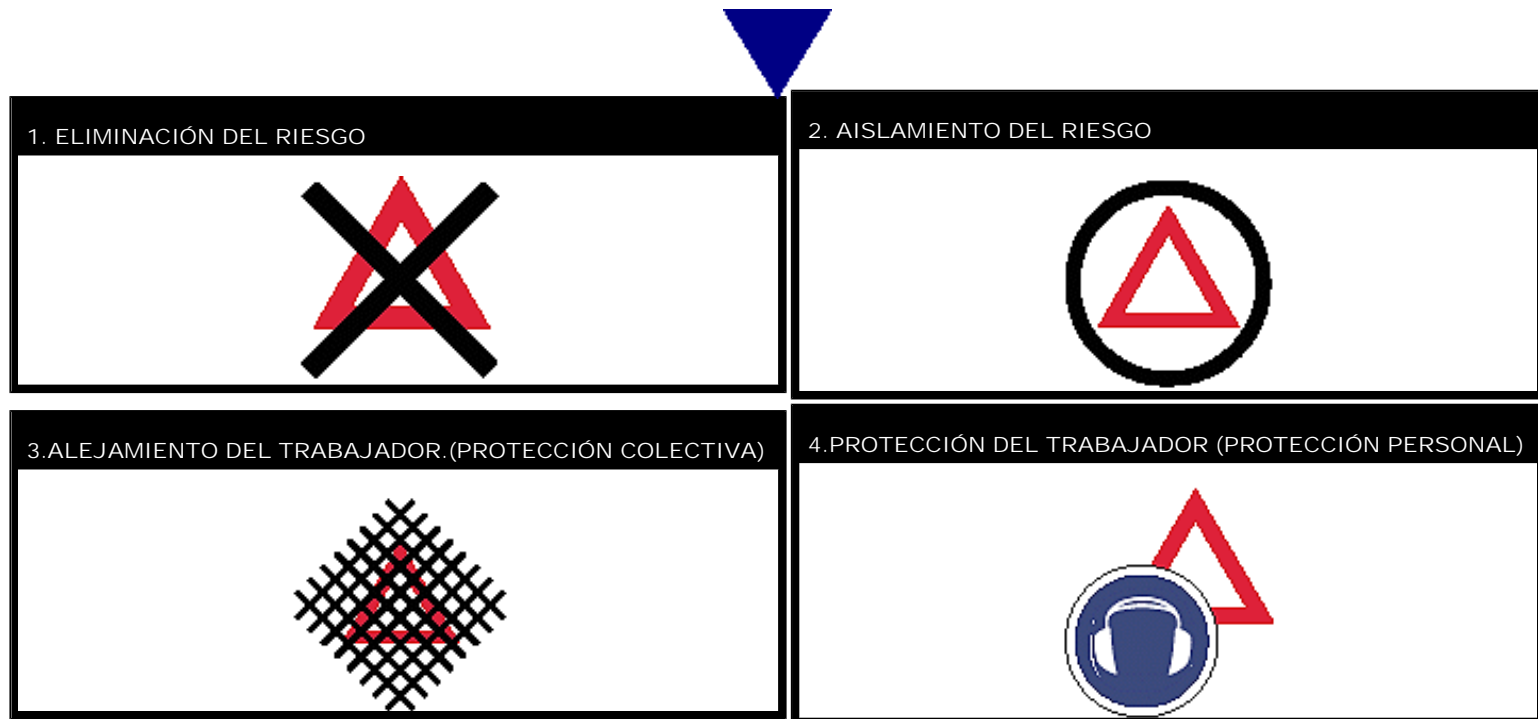 1. ELIMINACIÓN DEL RIESGO
2. AISLAMIENTO DEL RIESGO
3.ALEJAMIENTO DEL TRABAJADOR.(PROTECCIÓN COLECTIVA)
4.PROTECCIÓN DEL TRABAJADOR (PROTECCIÓN PERSONAL)